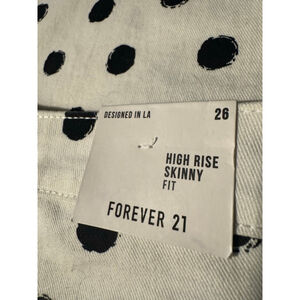 DESIGNED IN LA
26
HIGH RISE
SKINNY
FIT
FOREVER 21